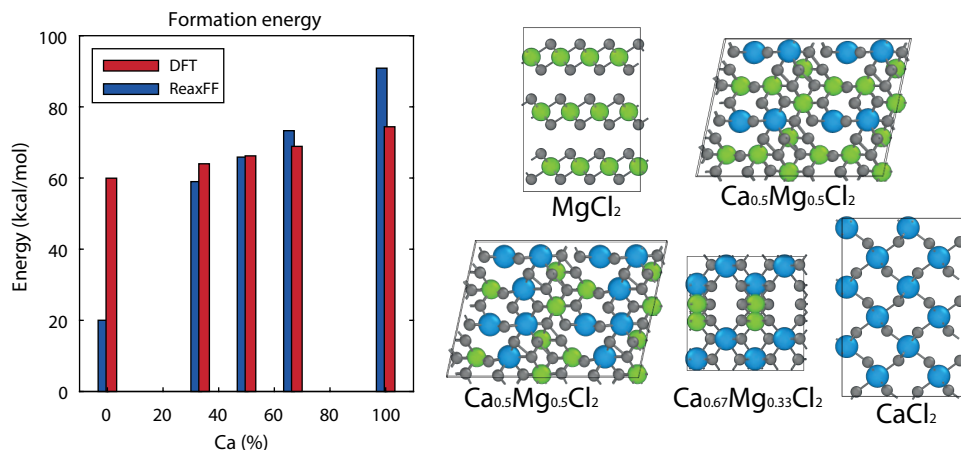 Formation energy
100
80
60
40
20
0
Energy (kcal/mol)
DFT
ReaxFF
0
20
40
60
80
100
Ca (%)
MgCl₂
Ca₀.₅Mg₀.₅Cl₂
Ca₀.₅Mg₀.₅Cl₂
Ca₀.₆₇Mg₀.₃₃Cl₂
CaCl₂